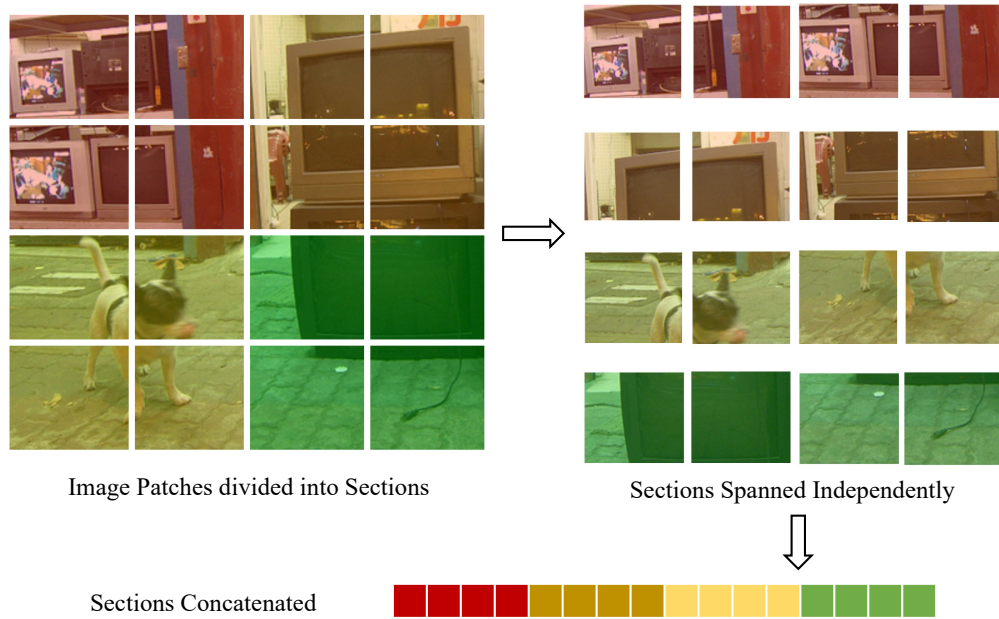 Image Patches divided into Sections
Sections Spanned Independently
Sections Concatenated